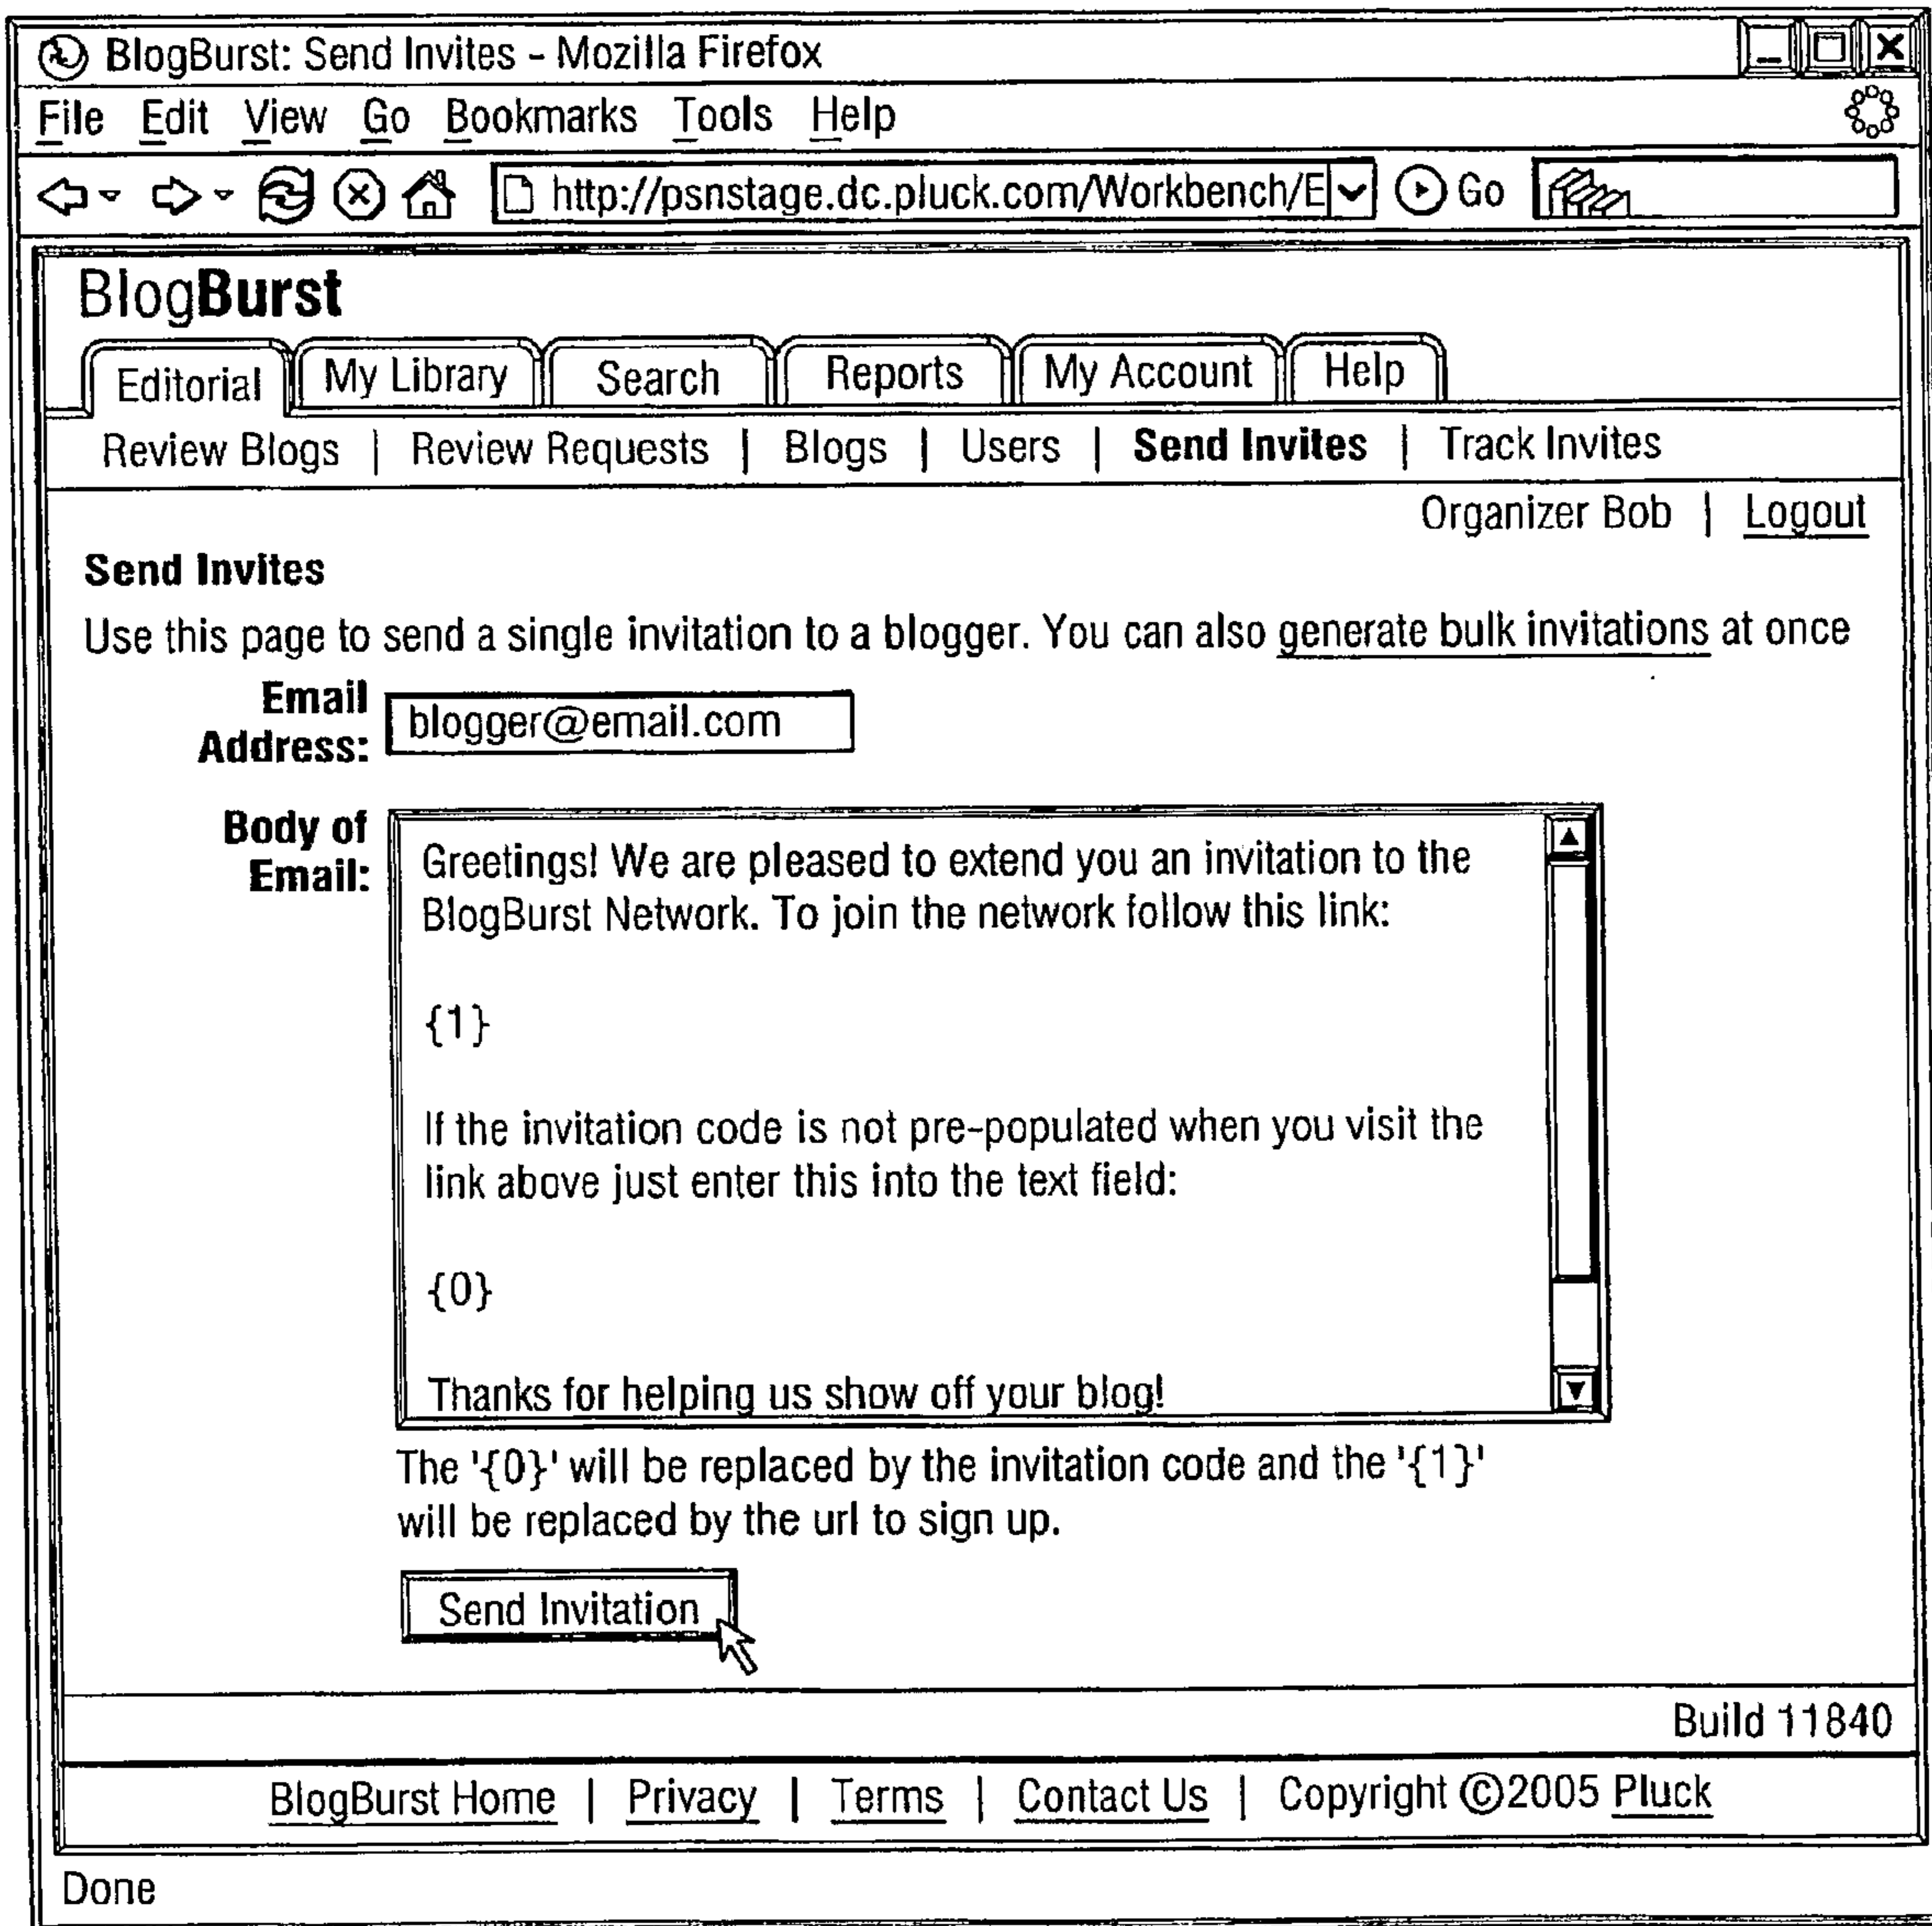 BlogBurst: Send Invites - Mozilla Firefox
File Edit View Go Bookmarks Tools Help
http://psnstage.dc.pluck.com/Workbench/E Go
BlogBurst
Editorial My Library Search Reports My Account Help
Review Blogs | Review Requests | Blogs | Users | Send Invites | Track Invites
Organizer Bob | Logout
Send Invites
Use this page to send a single invitation to a blogger. You can also generate bulk invitations at once
Email
Address: blogger@email.com
Body of
Email:
Greetings! We are pleased to extend you an invitation to the
BlogBurst Network. To join the network follow this link:
{1}
If the invitation code is not pre-populated when you visit the
link above just enter this into the text field:
{0}
Thanks for helping us show off your blog!
The '{0}' will be replaced by the invitation code and the '{1}'
will be replaced by the url to sign up.
Send Invitation
Build 11840
BlogBurst Home | Privacy | Terms | Contact Us | Copyright ©2005 Pluck
Done